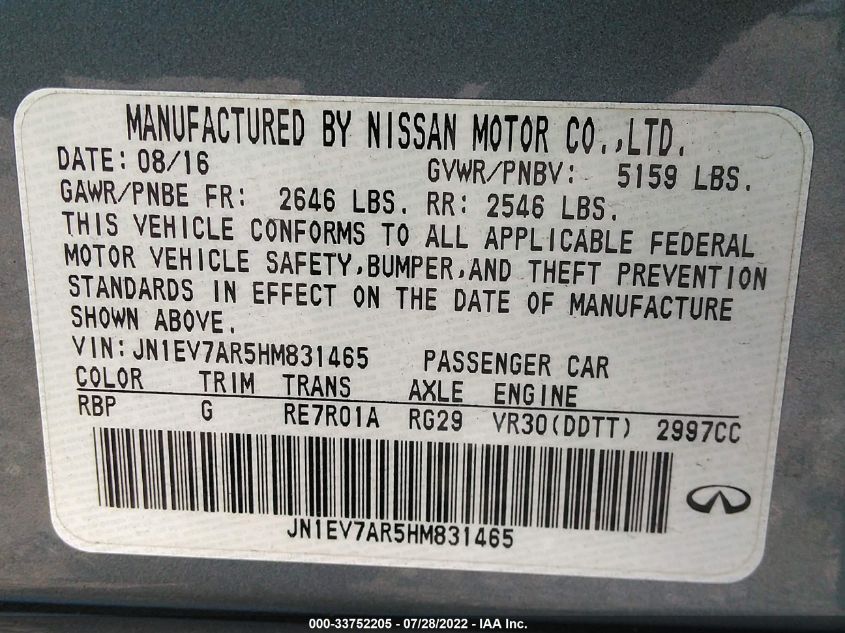 MANUFACTURED BY NISSAN MOTOR CO.,LTD.
DATE: 08/16 GVWR/PNBV: 5159 LBS.
GAWR/PNBE FR: 2646 LBS. RR: 2546 LBS.
THIS VEHICLE CONFORMS TO ALL APPLICABLE FEDERAL
MOTOR VEHICLE SAFETY,BUMPER,AND THEFT PREVENTION
STANDARDS IN EFFECT ON THE DATE OF MANUFACTURE
SHOWN ABOVE.
VIN: JN1EV7AR5HM831465 PASSENGER CAR
COLOR TRIM TRANS AXLE ENGINE
RBP G RE7R01A RG29 VR30(DDTT) 2997CC
JN1EV7AR5HM831465
000-33752205 - 07/28/2022 - IAA Inc.